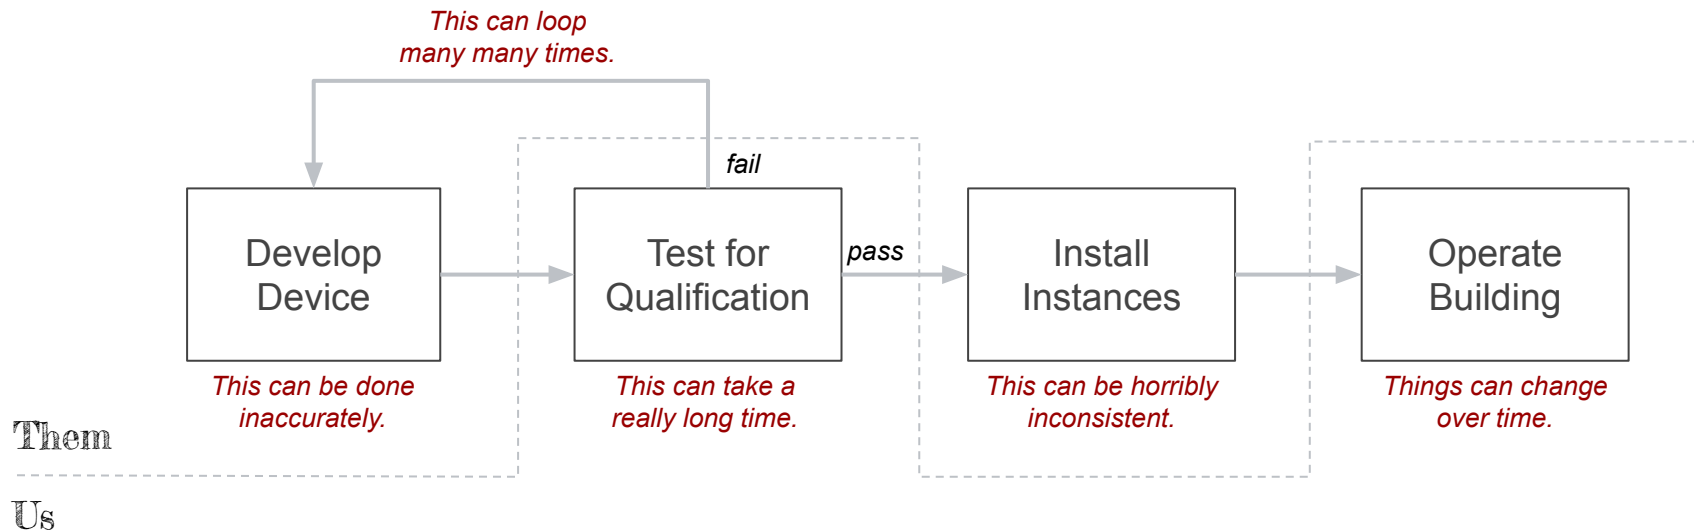 This can loop
many many times.
fail
Develop
Device
Test for
Qualification
pass
Install
Instances
Operate
Building
This can be done
inaccurately.
This can take a
really long time.
This can be horribly
inconsistent.
Things can change
over time.
Them
Us